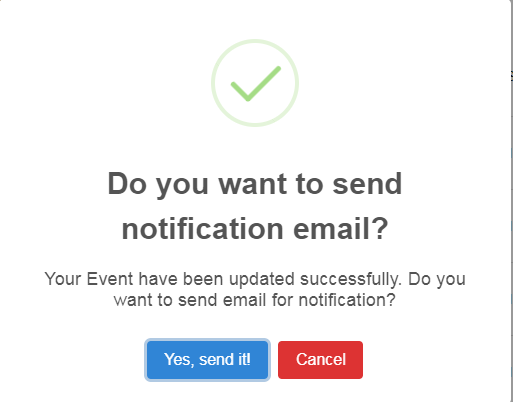 Do you want to send
notification email?
Your Event have been updated successfully. Do you
want to send email for notification?
Yes, send it!
Cancel